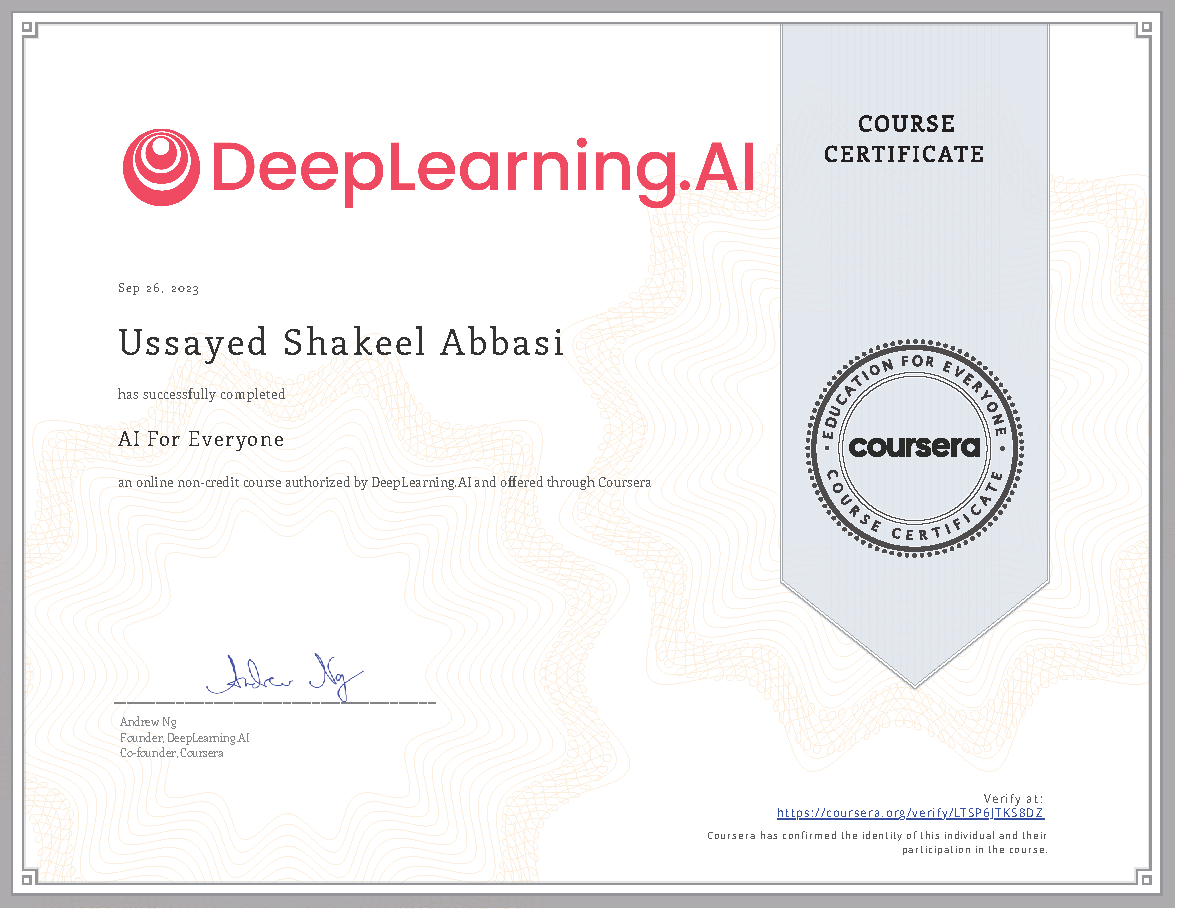 DeepLearning.AI
COURSE
CERTIFICATE
Sep 26, 2023
Ussayed Shakeel Abbasi
has successfully completed
AI For Everyone
an online non-credit course authorized by DeepLearning.AI and offered through Coursera
EDUCATION FOR EVERYONE
coursera
COURSE CERTIFICATE
Andrew Ng
Andrew Ng
Founder, DeepLearning.AI
Co-founder, Coursera
Verify at:
https://coursera.org/verify/LTSP6JTKS8DZ
Coursera has confirmed the identity of this individual and their
participation in the course.